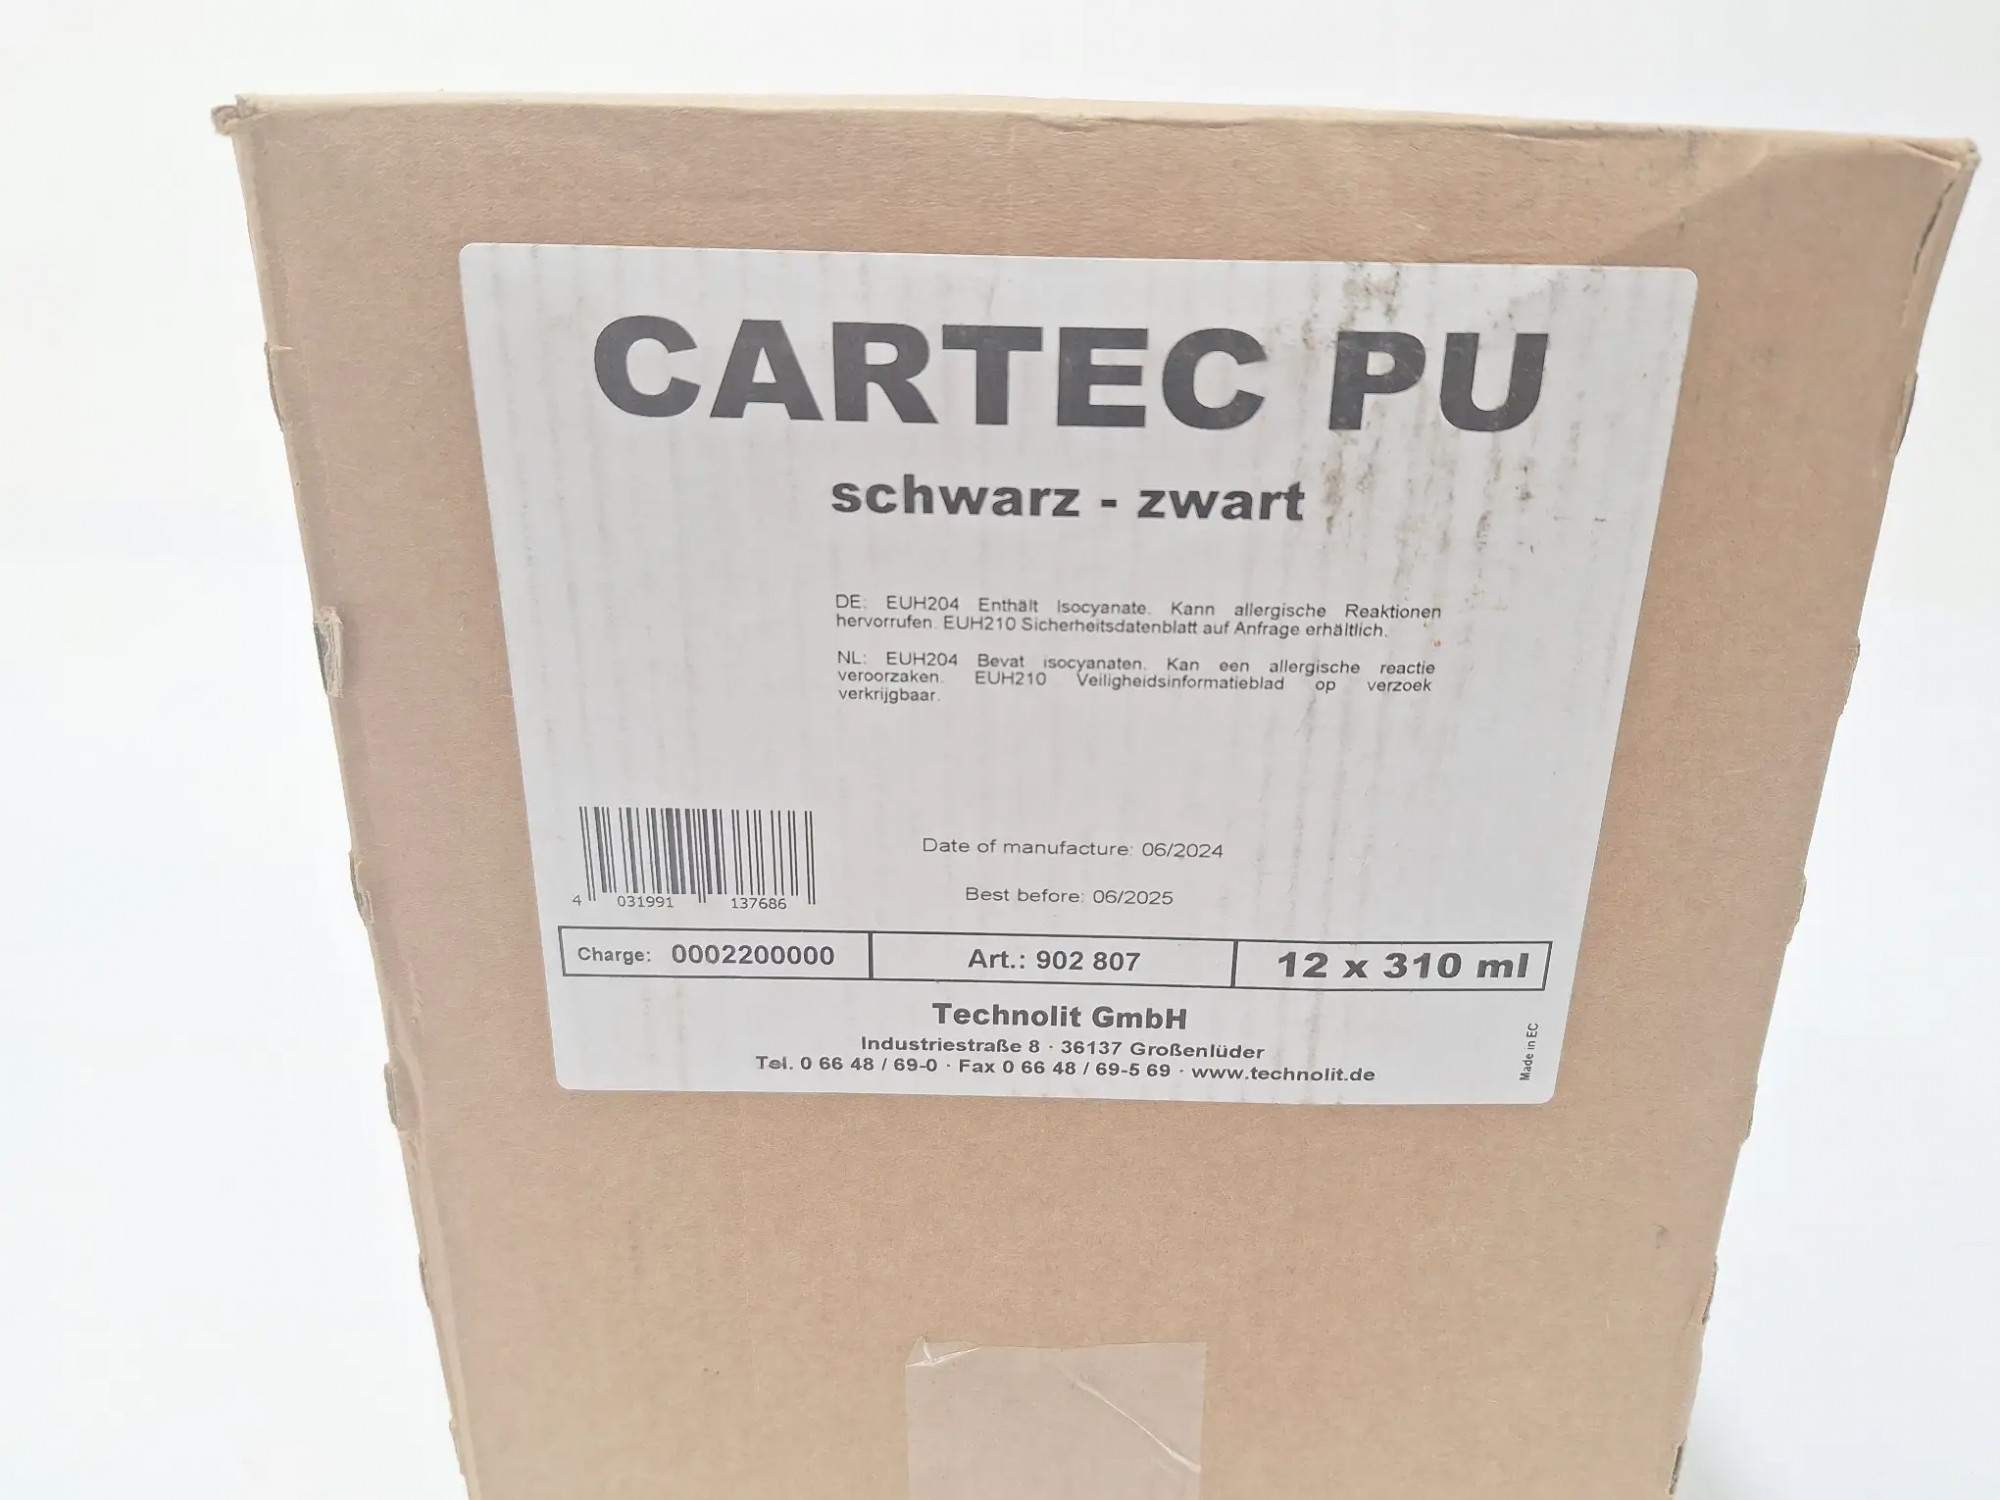 CARTEC PU
schwarz - zwart
DE: EUH204 Enthält Isocyanate. Kann allergische Reaktionen
hervorrufen. EUH210 Sicherheitsdatenblatt auf Anfrage erhältlich.
NL: EUH204 Bevat isocyanaten. Kan een allergische reactie
veroorzaken. EUH210 Veiligheidsinformatieblad op verzoek
verkrijgbaar.
Date of manufacture: 06/2024
Best before: 06/2025
4 031991 137686
Charge: 0002200000 Art.: 902 807 12 x 310 ml
Technolit GmbH
Industriestraße 8 · 36137 Großenlüder
Tel. 0 66 48 / 69-0 · Fax 0 66 48 / 69-5 69 · www.technolit.de
Made in EC